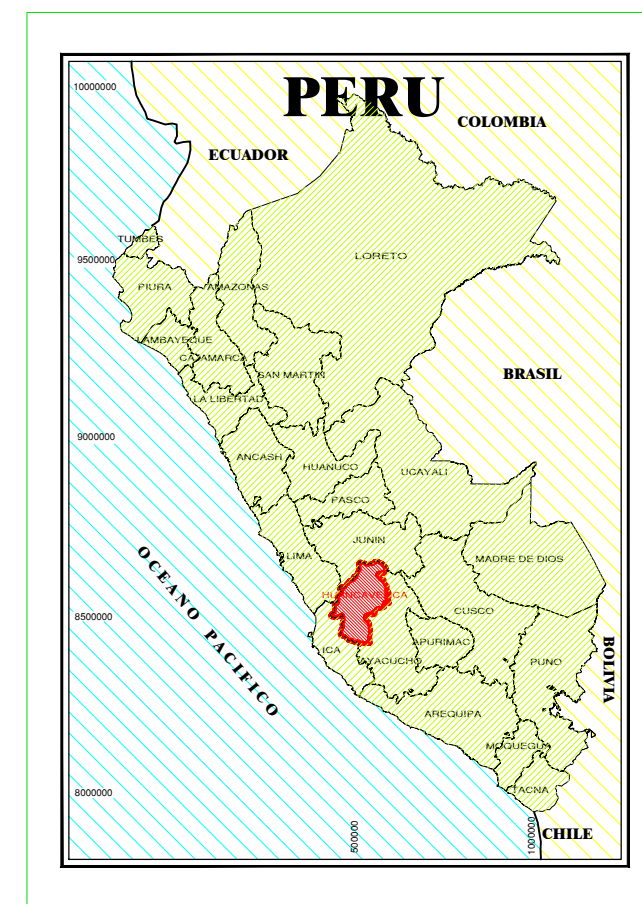 PERU
10000000
COLOMBIA
ECUADOR
TUMBES
LORETO
9500000
PIURA
AMAZONAS
LAMBAYEQUE
CAJAMARCA
SAN MARTIN
BRASIL
LA LIBERTAD
9000000
ANCASH
HUANUCO
UCAYALI
PASCO
JUNIN
LIMA
MADRE DE DIOS
HUANCAVELICA
OCEANO PACIFICO
CUSCO
8500000
APURIMAC
ICA
AYACUCHO
PUNO
BOLIVIA
AREQUIPA
MOQUEGUA
8000000
TACNA
500000
1000000
CHILE